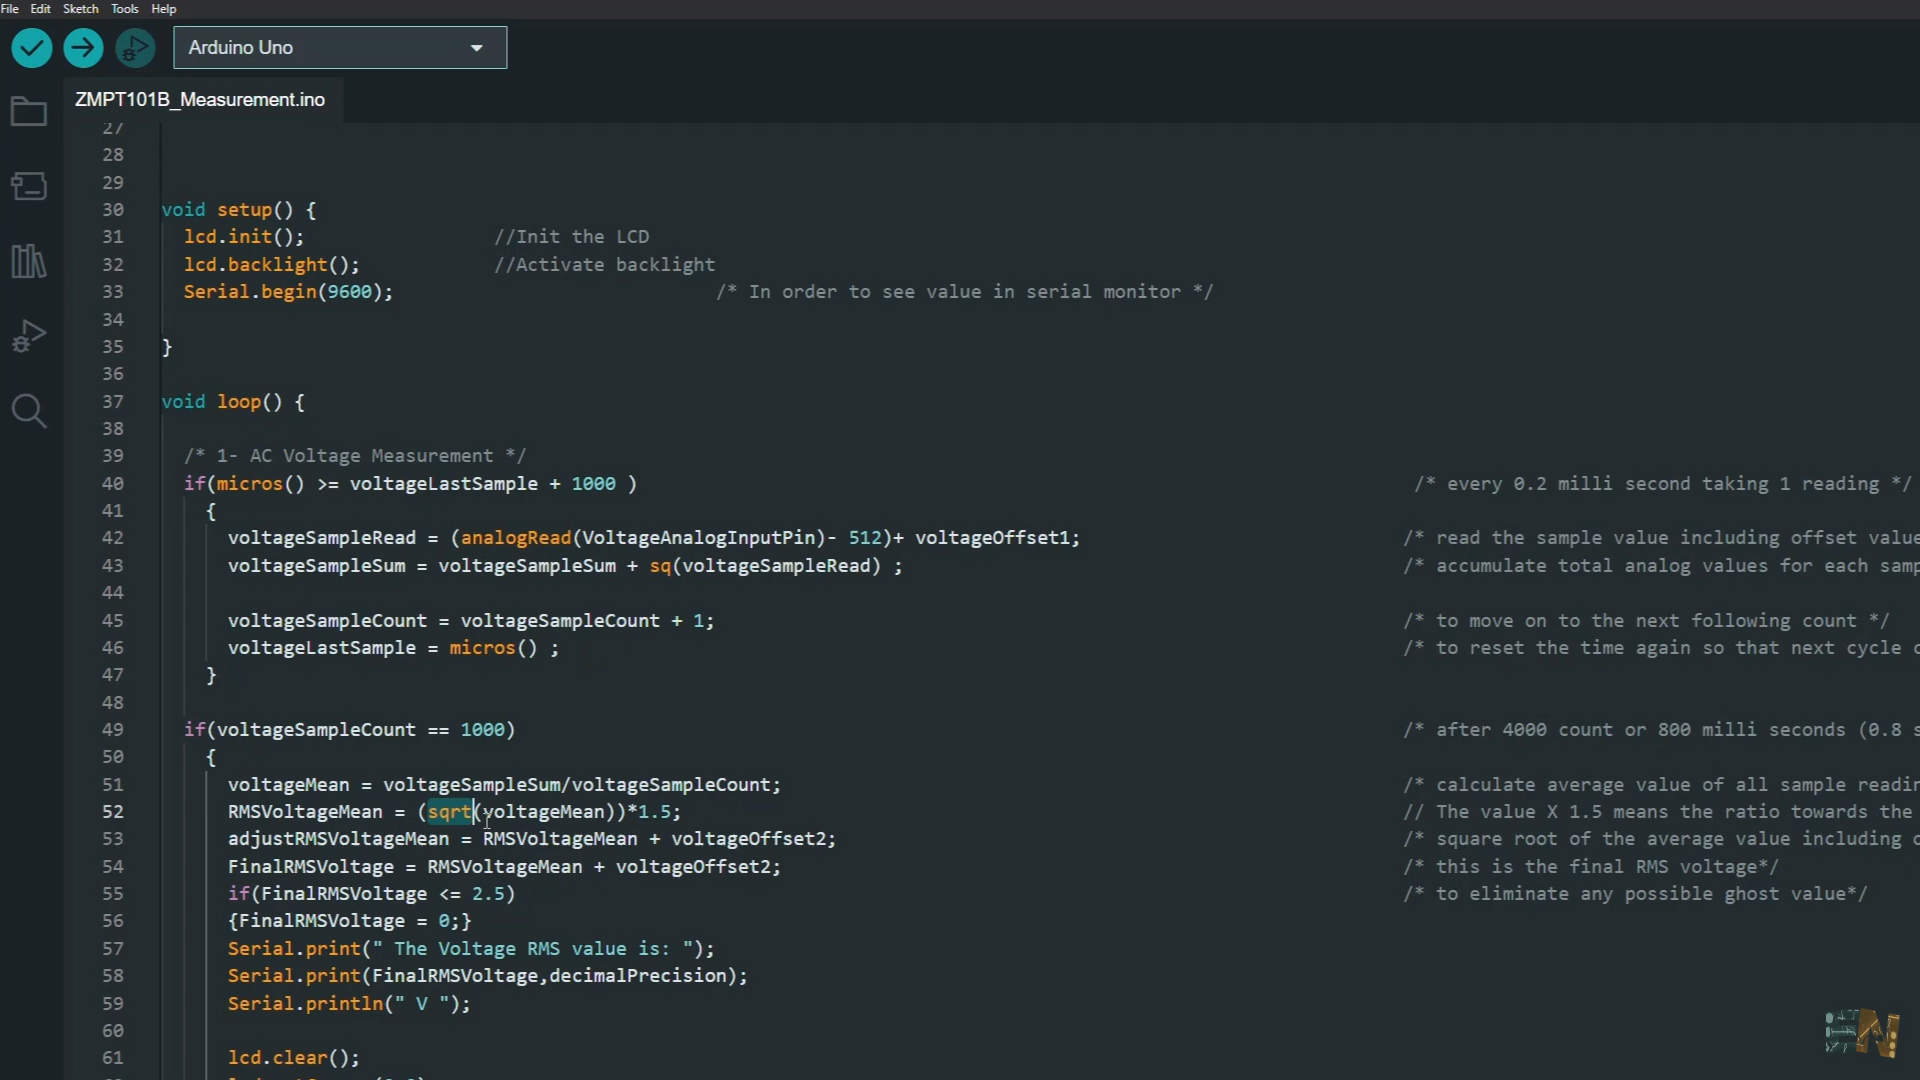 File Edit Sketch Tools Help
Arduino Uno
ZMPT101B_Measurement.ino
27
28
29
30 void setup() {
31 lcd.init(); //Init the LCD
32 lcd.backlight(); //Activate backlight
33 Serial.begin(9600); /* In order to see value in serial monitor */
34
35 }
36
37 void loop() {
38
39 /* 1- AC Voltage Measurement */
40 if(micros() >= voltageLastSample + 1000 ) /* every 0.2 milli second taking 1 reading */
41 {
42 voltageSampleRead = (analogRead(VoltageAnalogInputPin)- 512)+ voltageOffset1; /* read the sample value including offset value
43 voltageSampleSum = voltageSampleSum + sq(voltageSampleRead) ; /* accumulate total analog values for each samp
44
45 voltageSampleCount = voltageSampleCount + 1; /* to move on to the next following count */
46 voltageLastSample = micros() ; /* to reset the time again so that next cycle c
47 }
48
49 if(voltageSampleCount == 1000) /* after 4000 count or 800 milli seconds (0.8 s
50 {
51 voltageMean = voltageSampleSum/voltageSampleCount; /* calculate average value of all sample readin
52 RMSVoltageMean = (sqrt(voltageMean))*1.5; // The value X 1.5 means the ratio towards the
53 adjustRMSVoltageMean = RMSVoltageMean + voltageOffset2; /* square root of the average value including o
54 FinalRMSVoltage = RMSVoltageMean + voltageOffset2; /* this is the final RMS voltage*/
55 if(FinalRMSVoltage <= 2.5) /* to eliminate any possible ghost value*/
56 {FinalRMSVoltage = 0;}
57 Serial.print(" The Voltage RMS value is: ");
58 Serial.print(FinalRMSVoltage,decimalPrecision);
59 Serial.println(" V ");
60
61 lcd.clear();
EN